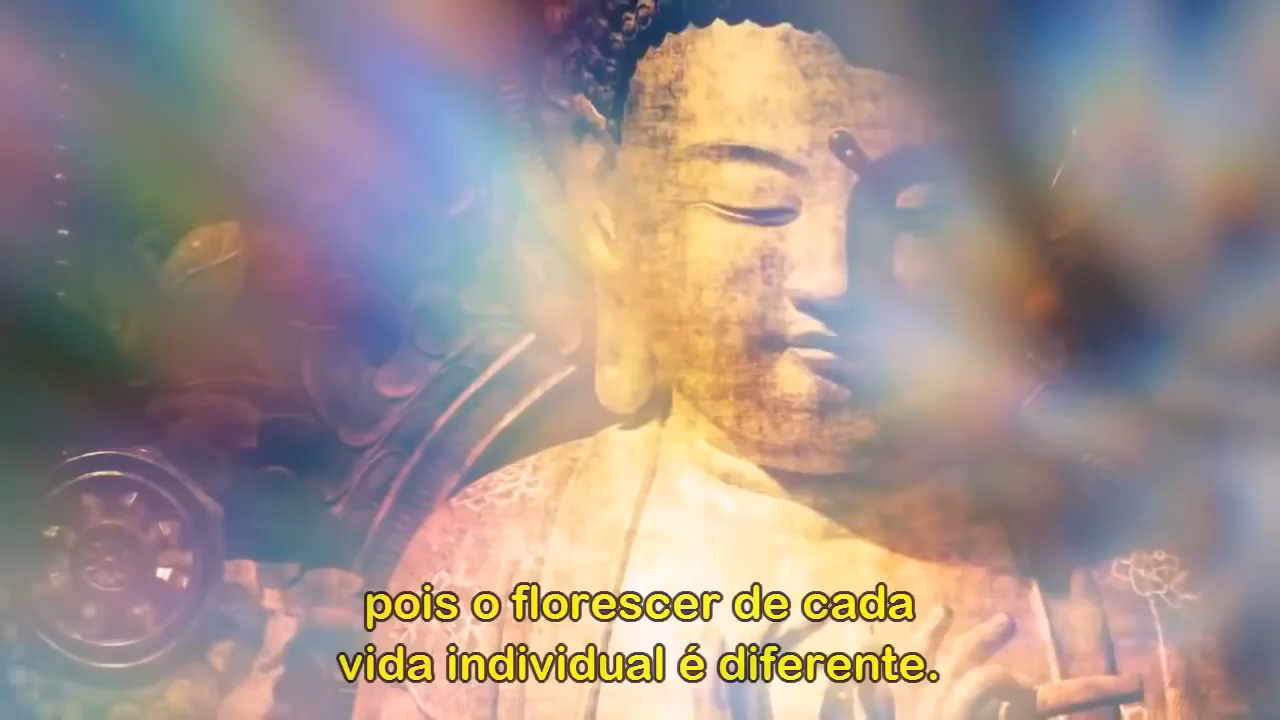 pois o florescer de cada
vida individual é diferente.